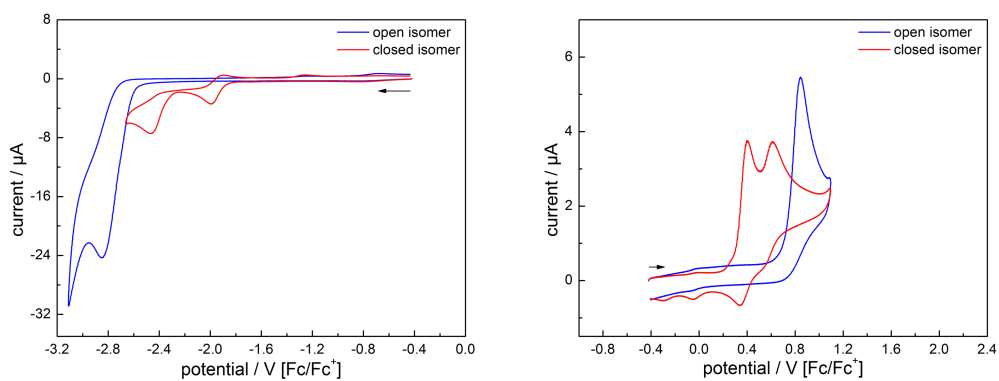 8
0
-8
-16
-24
-32
current / µA
open isomer
closed isomer
-3.2 -2.8 -2.4 -2.0 -1.6 -1.2 -0.8 -0.4 0.0
potential / V [Fc/Fc⁺]
6
4
2
0
current / µA
open isomer
closed isomer
-0.8 -0.4 0.0 0.4 0.8 1.2 1.6 2.0 2.4
potential / V [Fc/Fc⁺]